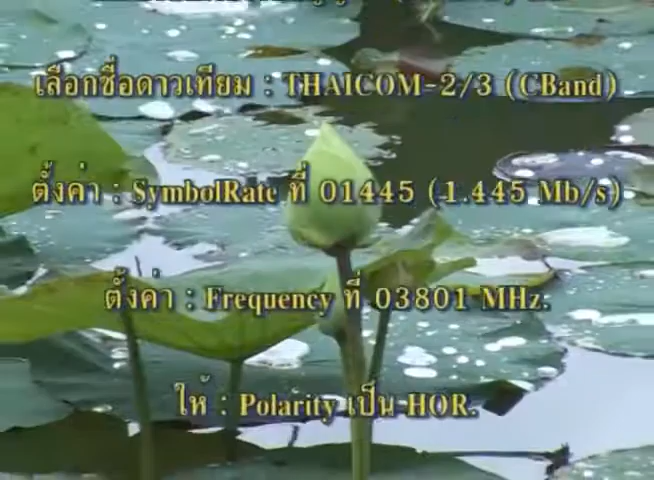 เลือกชื่อดาวเทียม : THAICOM-2/3 (CBand)
ตั้งค่า : SymbolRate ที่ 01445 (1.445 Mb/s)
ตั้งค่า : Frequency ที่ 03801 MHz.
ให้ : Polarity เป็น HOR.